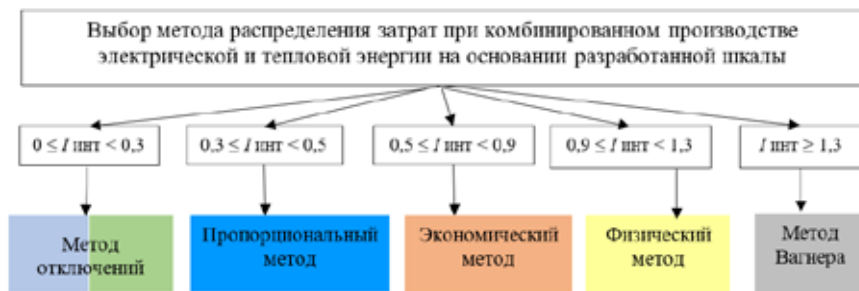 Выбор метода распределения затрат при комбинированном производстве
электрической и тепловой энергии на основании разработанной шкалы
0 ≤ I инт < 0,3
0,3 ≤ I инт < 0,5
0,5 ≤ I инт < 0,9
0,9 ≤ I инт < 1,3
I инт ≥ 1,3
Метод
отключений
Пропорциональный
метод
Экономический
метод
Физический
метод
Метод
Вагнера